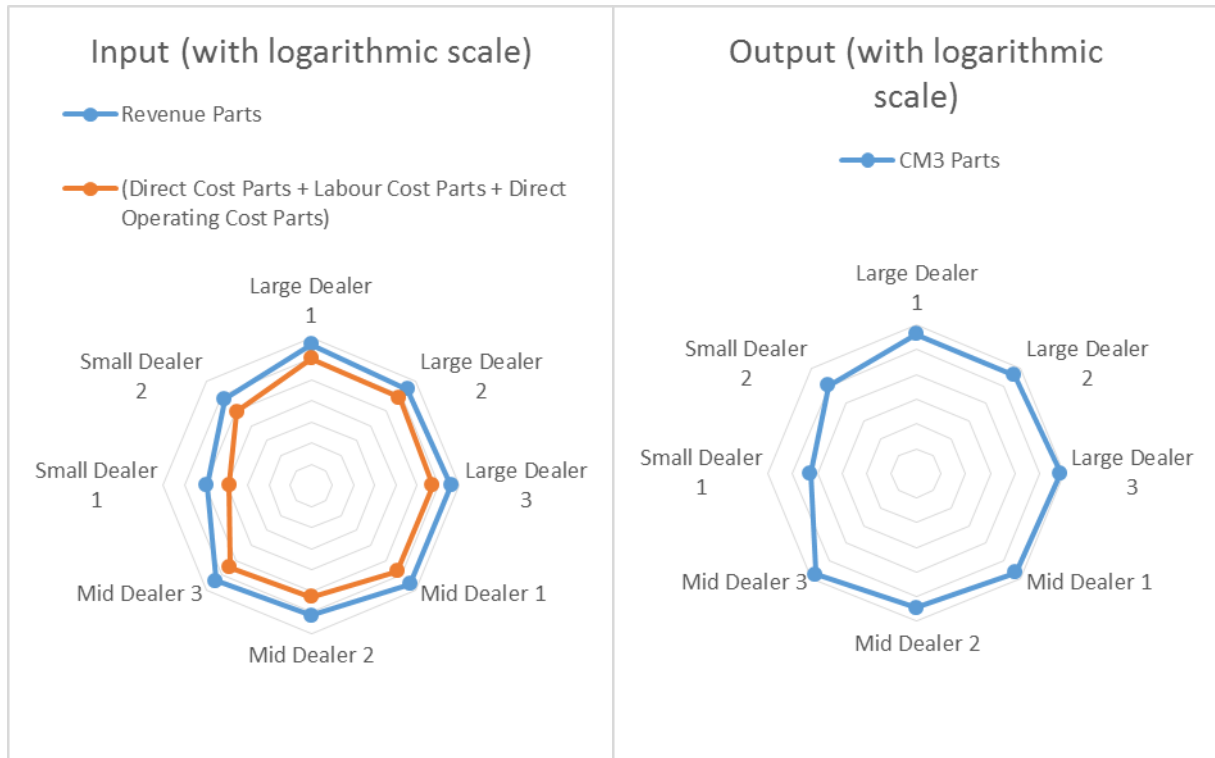 Input (with logarithmic scale)
Revenue Parts
(Direct Cost Parts + Labour Cost Parts + Direct
Operating Cost Parts)
Large Dealer
1
Small Dealer
2
Large Dealer
2
Small Dealer
1
Large Dealer
3
Mid Dealer 3
Mid Dealer 1
Mid Dealer 2
Output (with logarithmic
scale)
CM3 Parts
Large Dealer
1
Small Dealer
2
Large Dealer
2
Small Dealer
1
Large Dealer
3
Mid Dealer 3
Mid Dealer 1
Mid Dealer 2